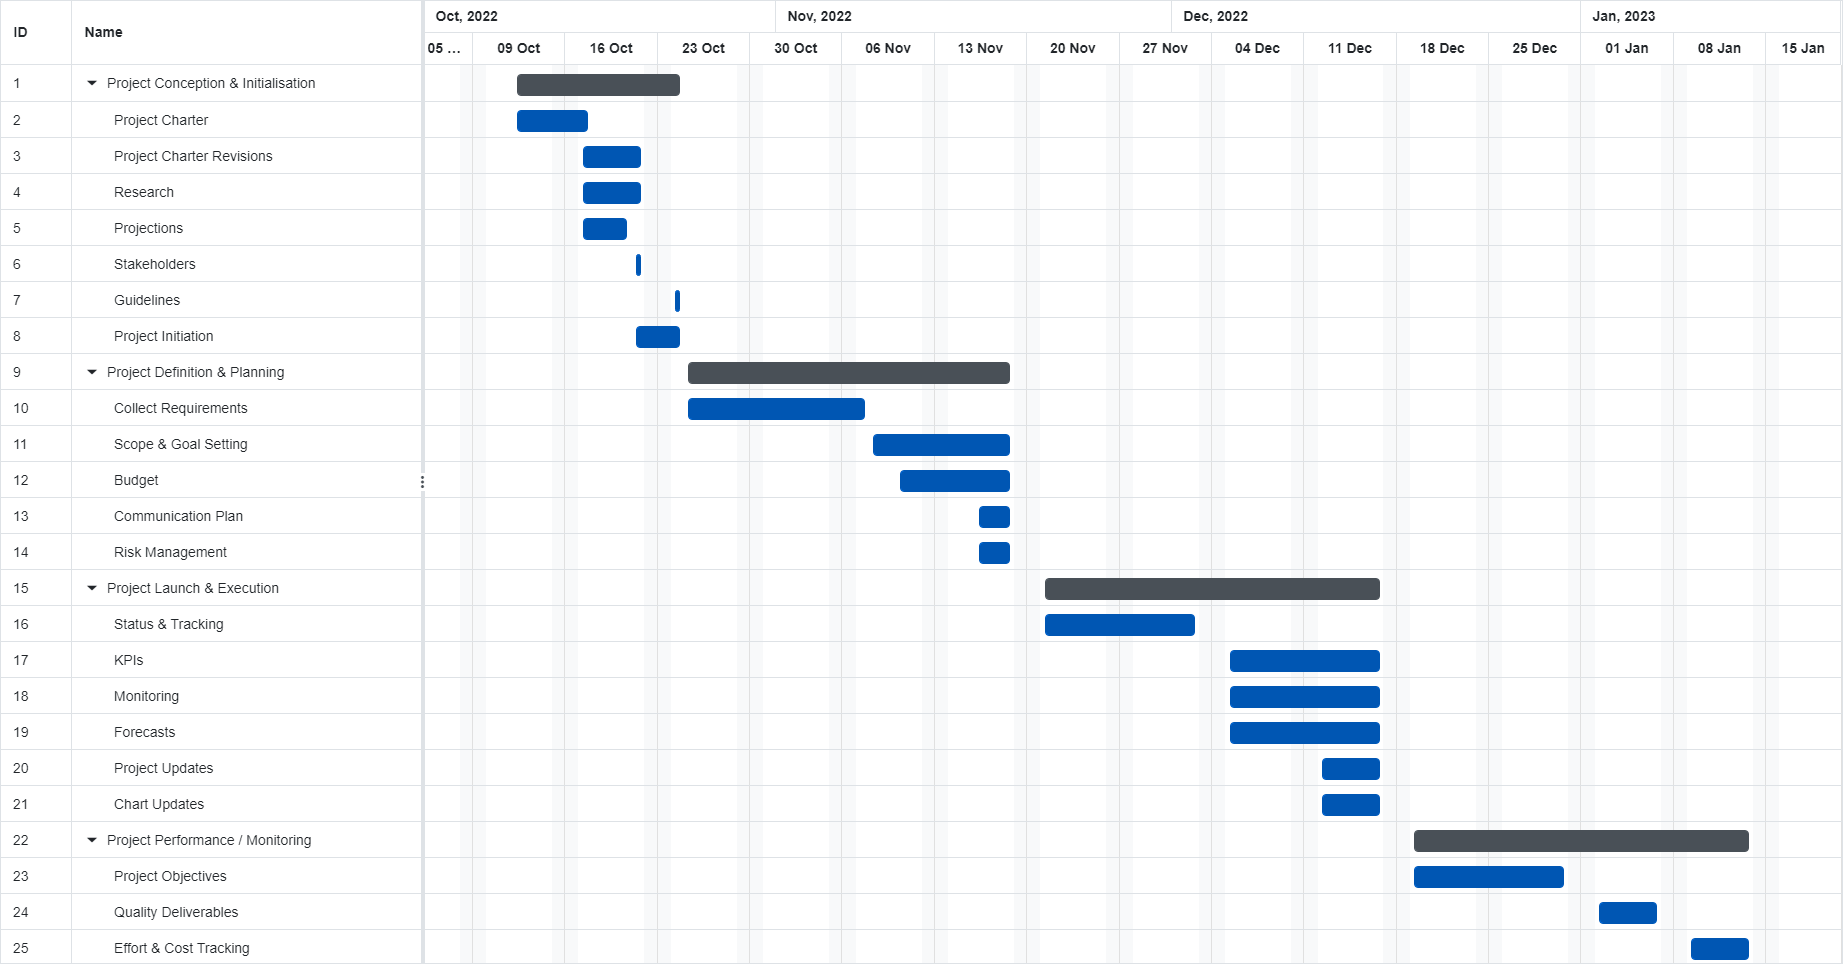 ID
Name
Oct, 2022
Nov, 2022
Dec, 2022
Jan, 2023
05 ...
09 Oct
16 Oct
23 Oct
30 Oct
06 Nov
13 Nov
20 Nov
27 Nov
04 Dec
11 Dec
18 Dec
25 Dec
01 Jan
08 Jan
15 Jan
1 Project Conception & Initialisation
2 Project Charter
3 Project Charter Revisions
4 Research
5 Projections
6 Stakeholders
7 Guidelines
8 Project Initiation
9 Project Definition & Planning
10 Collect Requirements
11 Scope & Goal Setting
12 Budget
13 Communication Plan
14 Risk Management
15 Project Launch & Execution
16 Status & Tracking
17 KPIs
18 Monitoring
19 Forecasts
20 Project Updates
21 Chart Updates
22 Project Performance / Monitoring
23 Project Objectives
24 Quality Deliverables
25 Effort & Cost Tracking